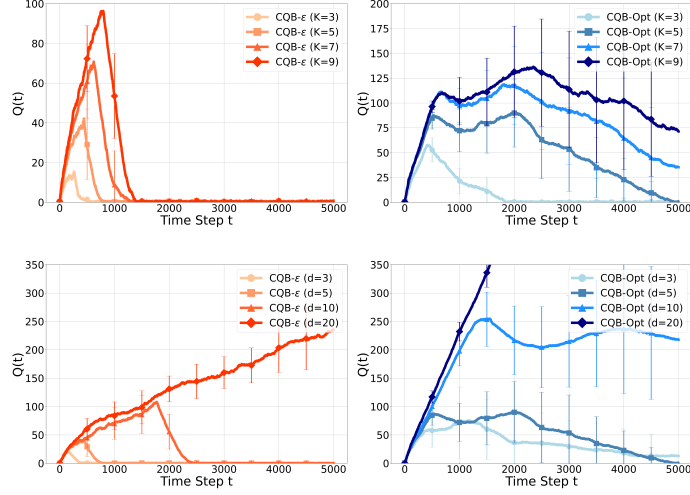 100
80
60
40
20
0
Q(t)
0 1000 2000 3000 4000 5000
Time Step t
CQB-ε (K=3)
CQB-ε (K=5)
CQB-ε (K=7)
CQB-ε (K=9)
200
175
150
125
100
75
50
25
0
Q(t)
0 1000 2000 3000 4000 5000
Time Step t
CQB-Opt (K=3)
CQB-Opt (K=5)
CQB-Opt (K=7)
CQB-Opt (K=9)
350
300
250
200
150
100
50
0
Q(t)
0 1000 2000 3000 4000 5000
Time Step t
CQB-ε (d=3)
CQB-ε (d=5)
CQB-ε (d=10)
CQB-ε (d=20)
350
300
250
200
150
100
50
0
Q(t)
0 1000 2000 3000 4000 5000
Time Step t
CQB-Opt (d=3)
CQB-Opt (d=5)
CQB-Opt (d=10)
CQB-Opt (d=20)